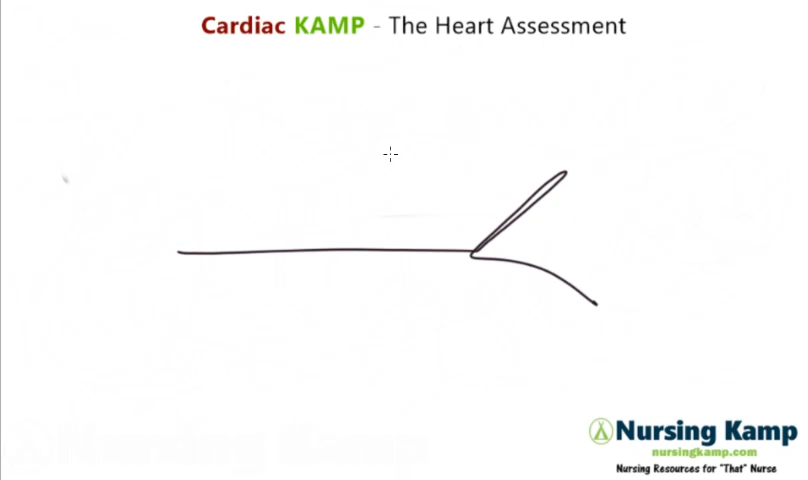 Cardiac KAMP - The Heart Assessment
Nursing Kamp
nursingkamp.com
Nursing Resources for "That" Nurse